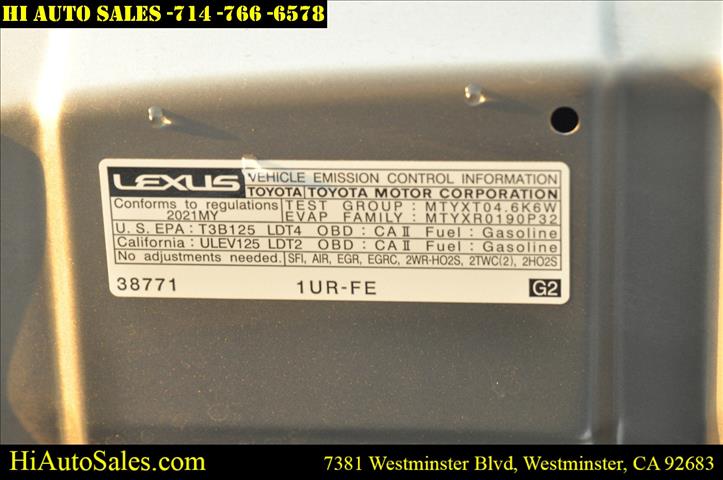 HI AUTO SALES -714 -766 -6578
LEXUS VEHICLE EMISSION CONTROL INFORMATION
TOYOTA TOYOTA MOTOR CORPORATION
Conforms to regulations TEST GROUP : MTYXT04.6K6W
2021MY EVAP FAMILY : MTYXR0190P32
U. S. EPA : T3B125 LDT4 OBD : CA II Fuel : Gasoline
California : ULEV125 LDT2 OBD : CA II Fuel : Gasoline
No adjustments needed. SFI, AIR, EGR, EGRC, 2WR-HO2S, 2TWC(2), 2HO2S
38771 1UR-FE G2
HiAutoSales.com 7381 Westminster Blvd, Westminster, CA 92683